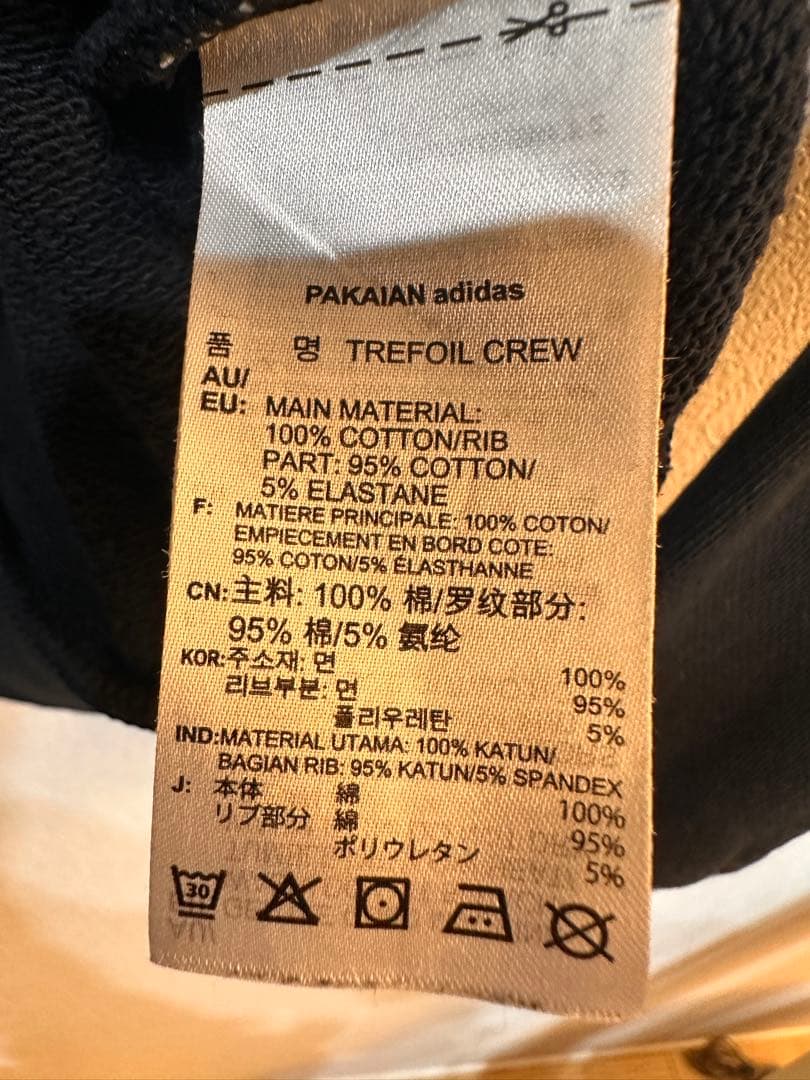 PAKAIAN adidas
품 명 TREFOIL CREW
AU/
EU: MAIN MATERIAL:
100% COTTON/RIB
PART: 95% COTTON/
5% ELASTANE
F: MATIERE PRINCIPALE: 100% COTON/
EMPIECEMENT EN BORD COTE:
95% COTON/5% ÉLASTHANNE
CN:主料: 100% 棉/罗纹部分:
95% 棉/5% 氨纶
KOR:주소재: 면 100%
리브부분: 면 95%
폴리우레탄 5%
IND:MATERIAL UTAMA: 100% KATUN/
BAGIAN RIB: 95% KATUN/5% SPANDEX
J: 本体 綿 100%
リブ部分 綿 95%
ポリウレタン 5%
30